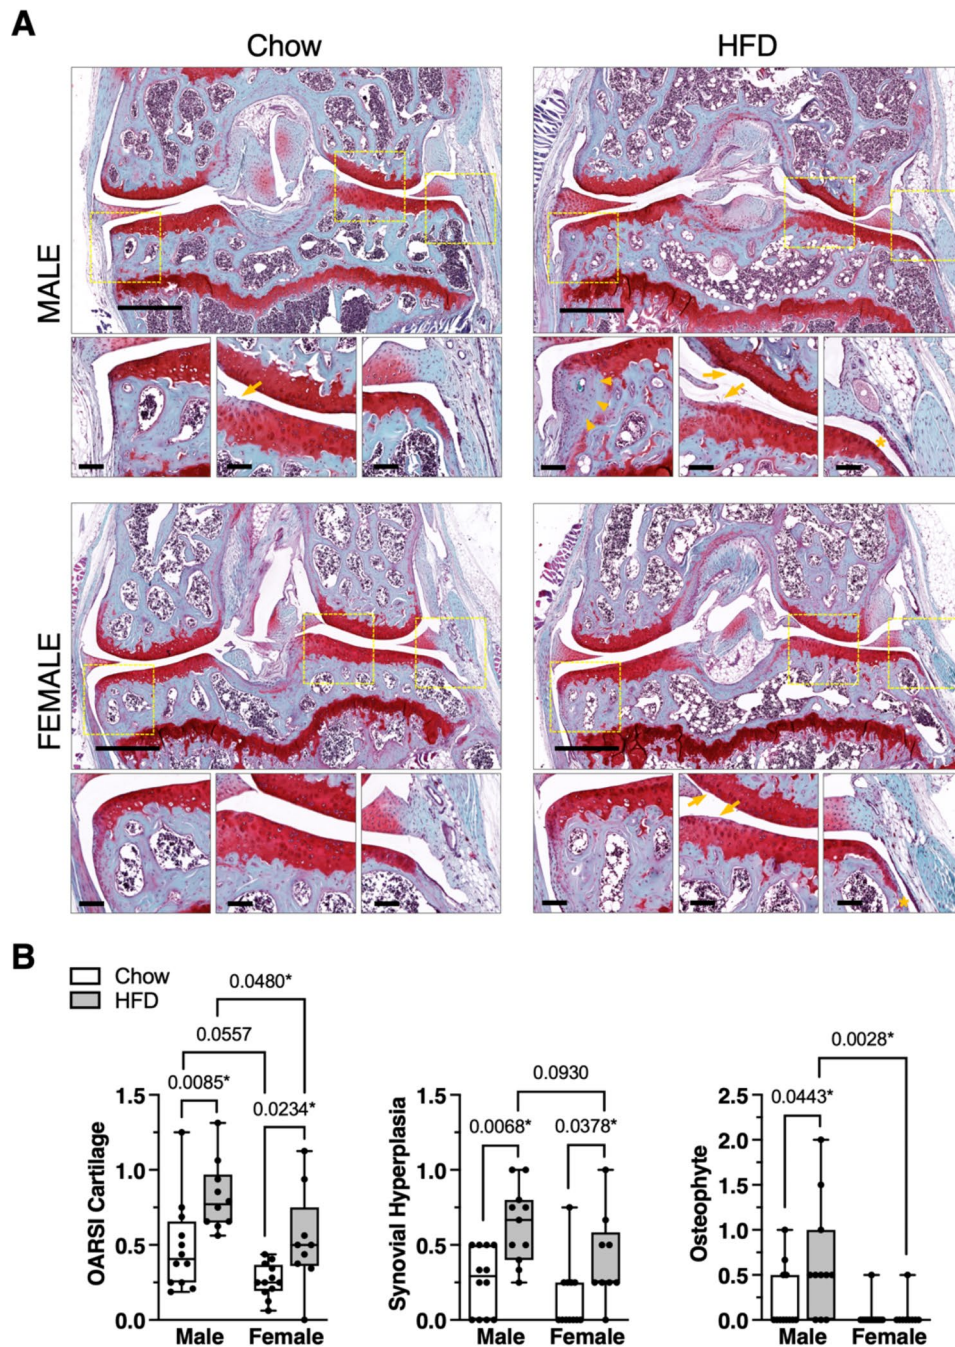 A
Chow HFD
MALE
FEMALE
B
Chow
HFD
0.0480*
0.0557
0.0085*
0.0234*
1.5
1.0
0.5
0.0
OARSI Cartilage
Male Female
0.0930
0.0068* 0.0378*
1.5
1.0
0.5
0.0
Synovial Hyperplasia
Male Female
0.0028*
0.0443*
2.5
2.0
1.5
1.0
0.5
0.0
Osteophyte
Male Female